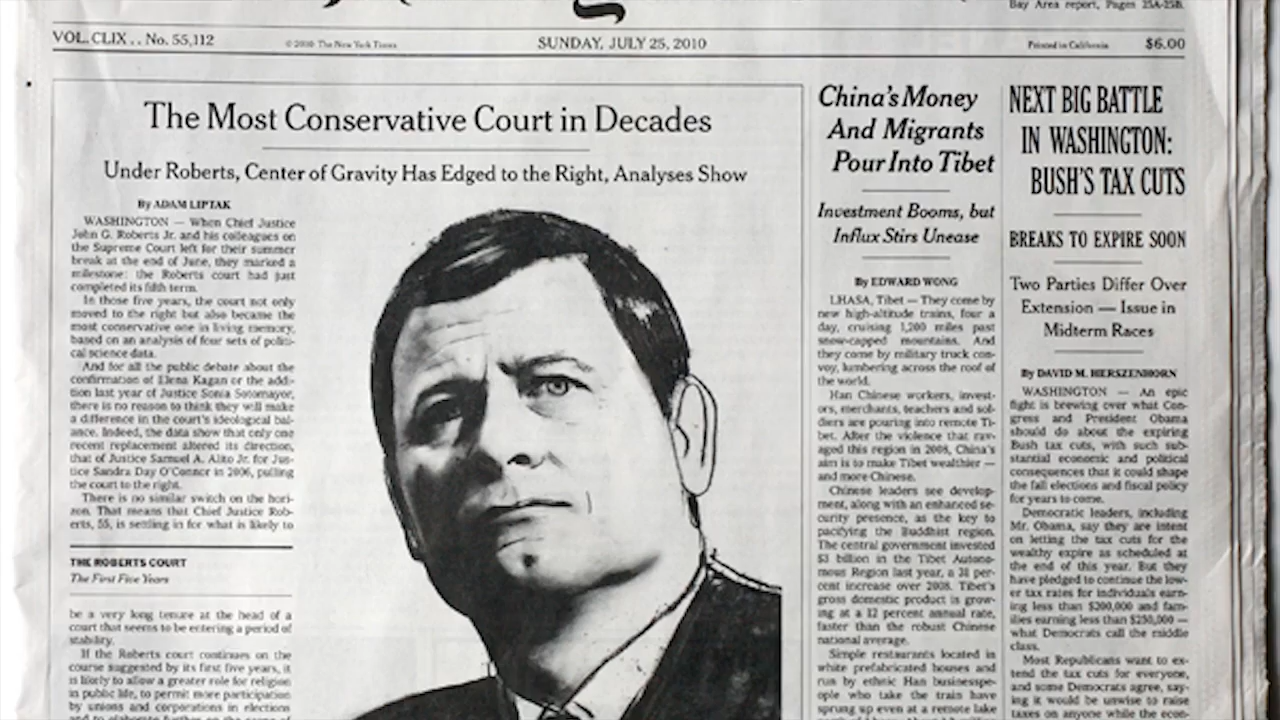 Bay Area report, Pages 25A-25B.
VOL. CLIX . . No. 55,112
© 2010 The New York Times
SUNDAY, JULY 25, 2010
Printed in California
$6.00
The Most Conservative Court in Decades
Under Roberts, Center of Gravity Has Edged to the Right, Analyses Show
By ADAM LIPTAK
WASHINGTON — When Chief Justice
John G. Roberts Jr. and his colleagues on
the Supreme Court left for their summer
break at the end of June, they marked a
milestone: the Roberts court had just
completed its fifth term.
In those five years, the court not only
moved to the right but also became the
most conservative one in living memory,
based on an analysis of four sets of politi-
cal science data.
And for all the public debate about the
confirmation of Elena Kagan or the addi-
tion last year of Justice Sonia Sotomayor,
there is no reason to think they will make
a difference in the court's ideological bal-
ance. Indeed, the data show that only one
recent replacement altered its direction,
that of Justice Samuel A. Alito Jr. for Jus-
tice Sandra Day O'Connor in 2006, pulling
the court to the right.
There is no similar switch on the hori-
zon. That means that Chief Justice Rob-
erts, 55, is settling in for what is likely to
THE ROBERTS COURT
The First Five Years
be a very long tenure at the head of a
court that seems to be entering a period of
stability.
If the Roberts court continues on the
course suggested by its first five years, it
is likely to allow a greater role for religion
in public life, to permit more participation
by unions and corporations in elections
and to elaborate further on the scope of
China's Money
And Migrants
Pour Into Tibet
Investment Booms, but
Influx Stirs Unease
By EDWARD WONG
LHASA, Tibet — They come by
new high-altitude trains, four a
day, cruising 1,200 miles past
snow-capped mountains. And
they come by military truck con-
voy, lumbering across the roof of
the world.
Han Chinese workers, invest-
ors, merchants, teachers and sol-
diers are pouring into remote Ti-
bet. After the violence that rav-
aged this region in 2008, China's
aim is to make Tibet wealthier —
and more Chinese.
Chinese leaders see develop-
ment, along with an enhanced se-
curity presence, as the key to
pacifying the Buddhist region.
The central government invested
$3 billion in the Tibet Autono-
mous Region last year, a 31 per-
cent increase over 2008. Tibet's
gross domestic product is grow-
ing at a 12 percent annual rate,
faster than the robust Chinese
national average.
Simple restaurants located in
white prefabricated houses and
run by ethnic Han businesspe-
ople who take the train have
sprung up even at a remote lake
NEXT BIG BATTLE
IN WASHINGTON:
BUSH'S TAX CUTS
BREAKS TO EXPIRE SOON
Two Parties Differ Over
Extension — Issue in
Midterm Races
By DAVID M. HERSZENHORN
WASHINGTON — An epic
fight is brewing over what Con-
gress and President Obama
should do about the expiring
Bush tax cuts, with such sub-
stantial economic and political
consequences that it could shape
the fall elections and fiscal policy
for years to come.
Democratic leaders, including
Mr. Obama, say they are intent
on letting the tax cuts for the
wealthy expire as scheduled at
the end of this year. But they
have pledged to continue the low-
er tax rates for individuals earn-
ing less than $200,000 and fam-
ilies earning less than $250,000 —
what Democrats call the middle
class.
Most Republicans want to ex-
tend the tax cuts for everyone,
and some Democrats agree, say-
ing it would be unwise to raise
taxes on anyone while the econ-